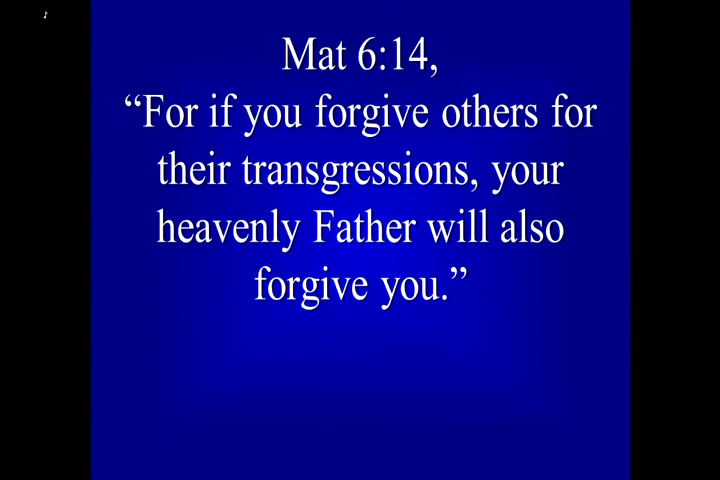 ♪
Mat 6:14,
“For if you forgive others for
their transgressions, your
heavenly Father will also
forgive you.”